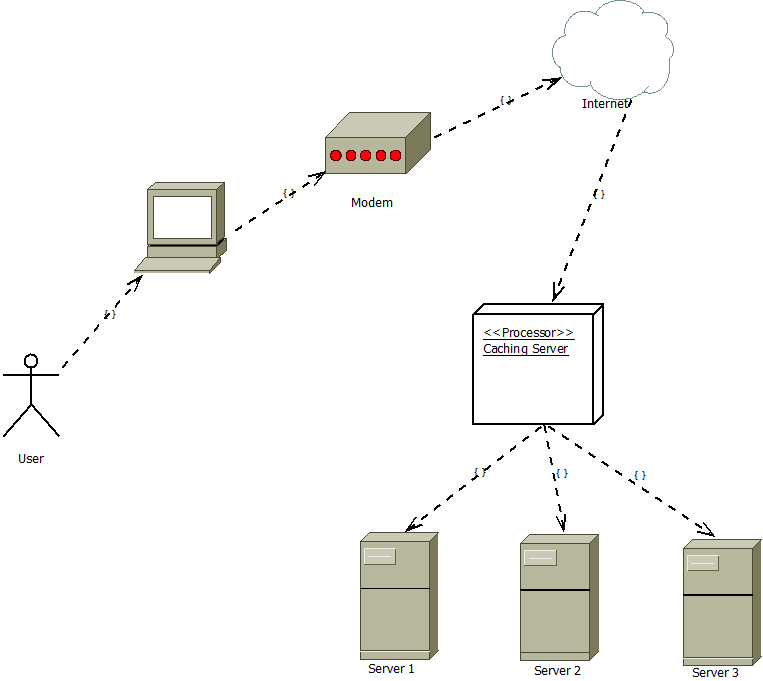 { }
Internet
{ }
Modem
{ }
{ }
<<Processor>>
Caching Server
{ }
User
{ }
{ }
{ }
Server 1
Server 2
Server 3